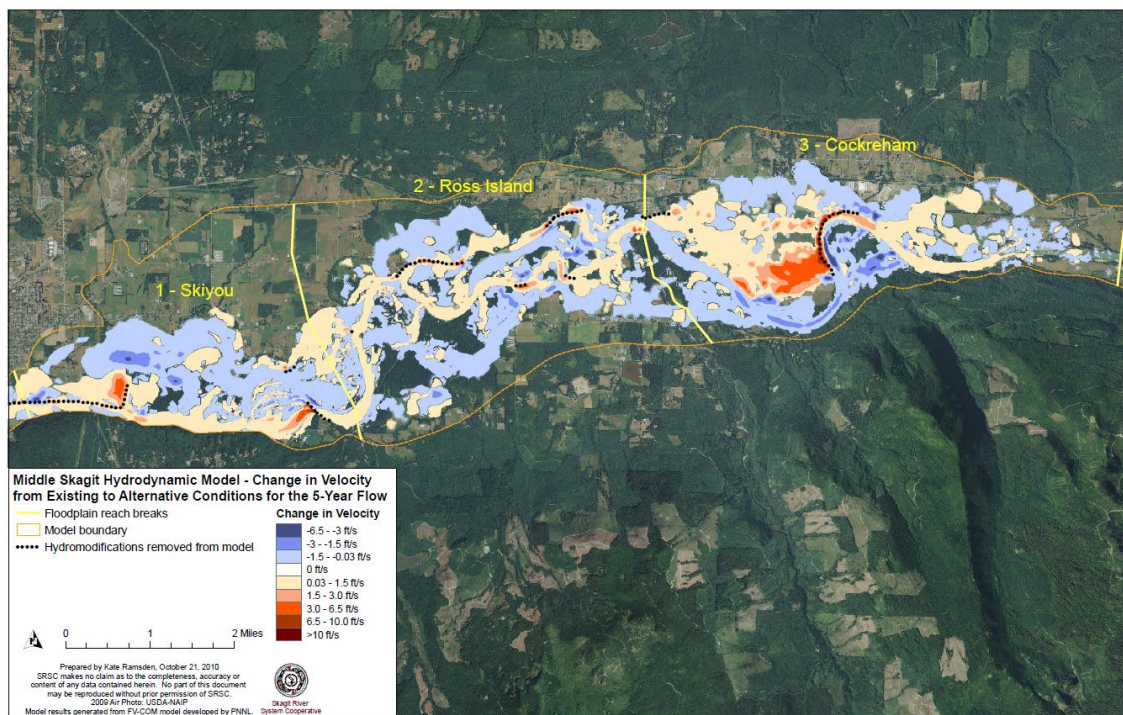 3 - Cockreham
2 - Ross Island
1 - Skiyou
Middle Skagit Hydrodynamic Model - Change in Velocity
from Existing to Alternative Conditions for the 5-Year Flow
Floodplain reach breaks
Model boundary
Hydromodifications removed from model
Change in Velocity
-6.5 - -3 ft/s
-3 - -1.5 ft/s
-1.5 - -0.03 ft/s
0 ft/s
0.03 - 1.5 ft/s
1.5 - 3.0 ft/s
3.0 - 6.5 ft/s
6.5 - 10.0 ft/s
>10 ft/s
0 1 2 Miles
Prepared by Kate Ramsden, October 21, 2010
SRSC makes no claim as to the completeness, accuracy or
content of any data contained herein. No part of this document
may be reproduced without prior permission of SRSC.
2009 Air Photo: USDA-NAIP
Model results generated from FV-COM model developed by PNNL.
Skagit River
System Cooperative